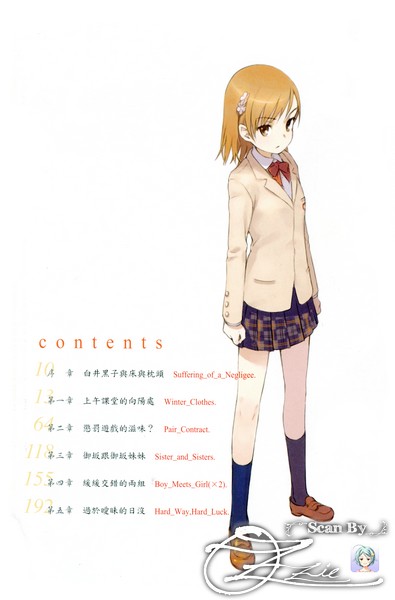 contents
10 序 章 白井黑子與床與枕頭 Suffering_of_a_Negligee.
13 第一章 上午課堂的向陽處 Winter_Clothes.
64 第二章 懲罰遊戲的滋味？ Pair_Contract.
118 第三章 御坂跟御坂妹妹 Sister_and_Sisters.
155 第四章 緩緩交錯的兩組 Boy_Meets_Girl(×2).
193 第五章 過於曖昧的日沒 Hard_Way,Hard_Luck.
Scan By